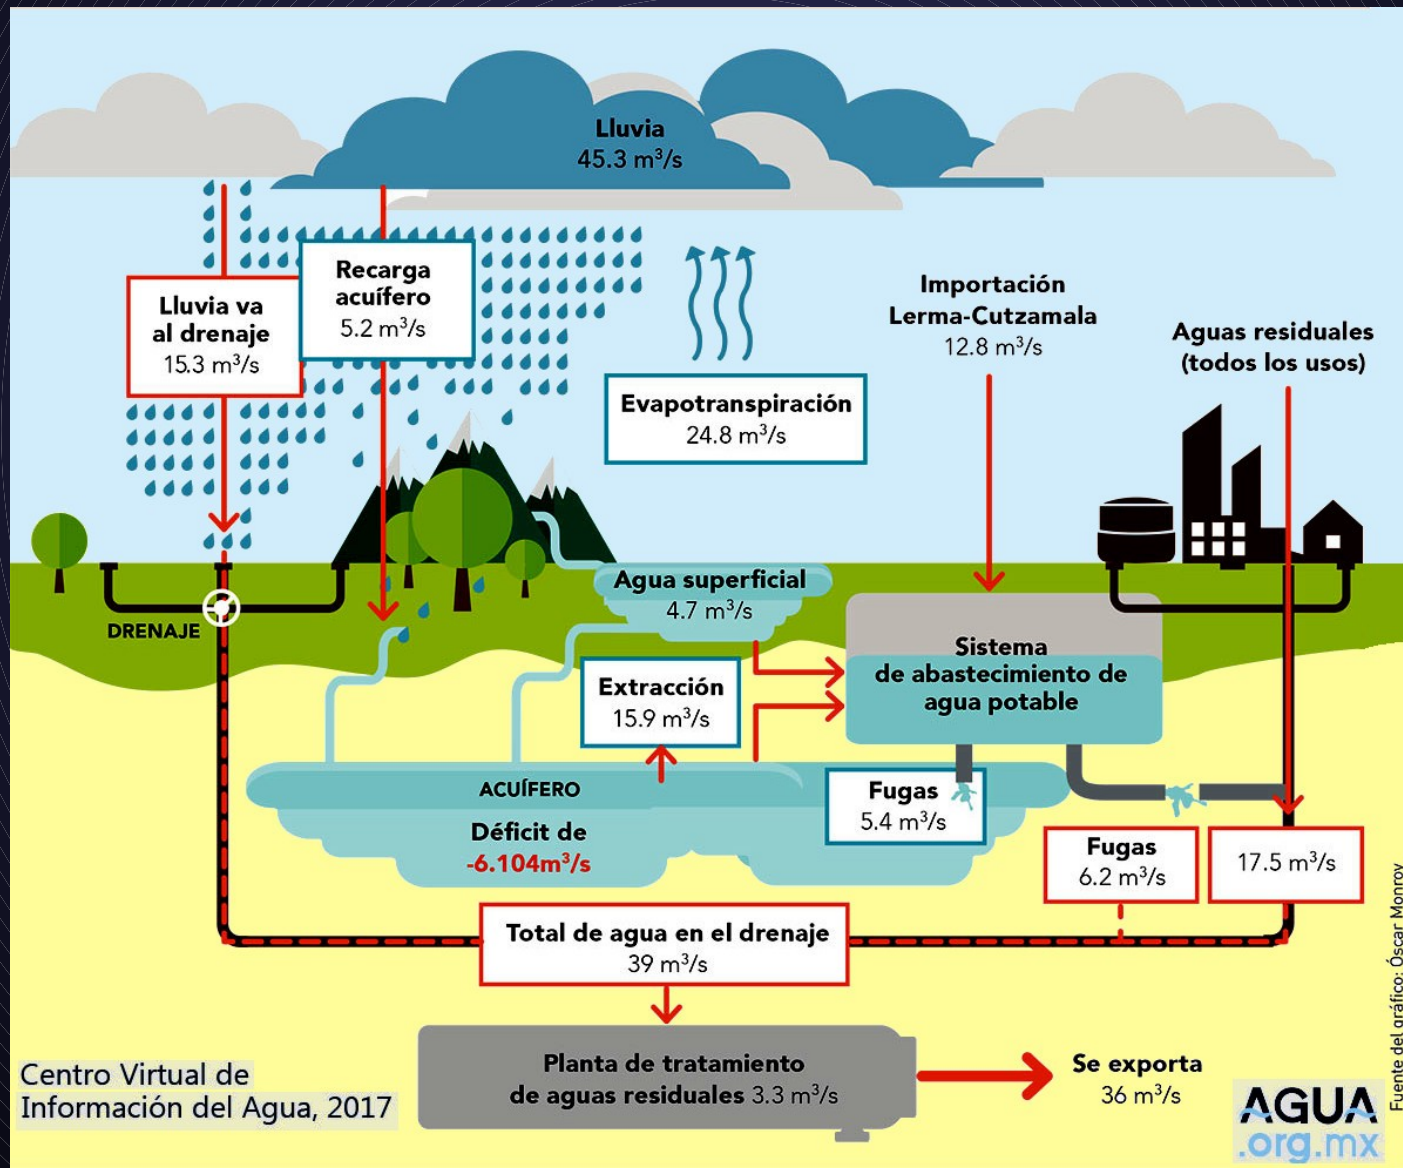 Lluvia
45.3 m³/s
Recarga
acuífero
5.2 m³/s
Lluvia va
al drenaje
15.3 m³/s
Importación
Lerma-Cutzamala
12.8 m³/s
Aguas residuales
(todos los usos)
Evapotranspiración
24.8 m³/s
Agua superficial
4.7 m³/s
DRENAJE
Sistema
de abastecimiento de
agua potable
Extracción
15.9 m³/s
ACUÍFERO
Déficit de
-6.104m³/s
Fugas
5.4 m³/s
Fugas
6.2 m³/s
17.5 m³/s
Total de agua en el drenaje
39 m³/s
Planta de tratamiento
de aguas residuales 3.3 m³/s
Se exporta
36 m³/s
Centro Virtual de
Información del Agua, 2017
AGUA
.org.mx
Fuente del gráfico: Óscar Monroy